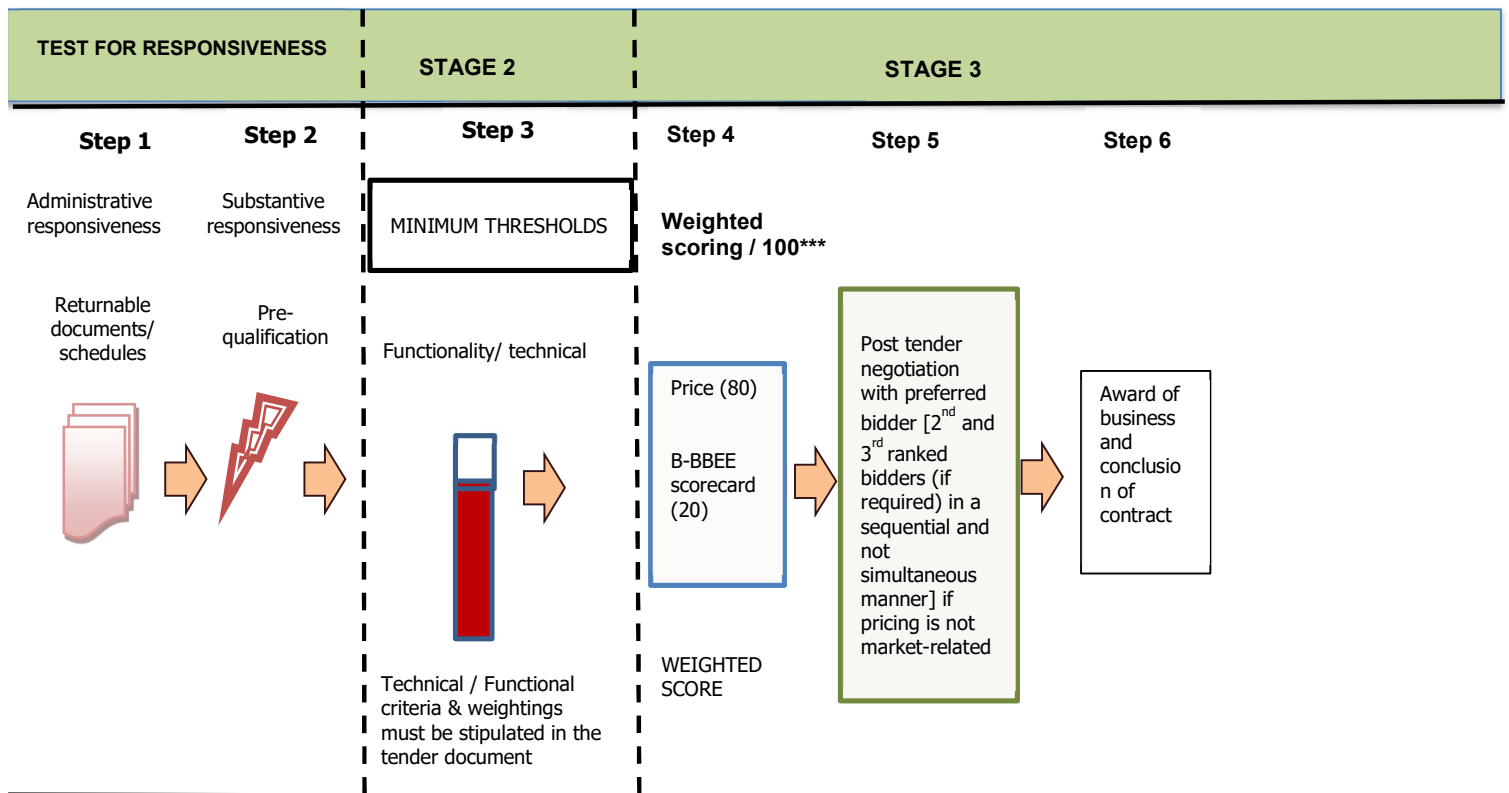 TEST FOR RESPONSIVENESS
STAGE 2
STAGE 3
Step 1
Step 2
Step 3
Step 4
Step 5
Step 6
Administrative
responsiveness
Substantive
responsiveness
MINIMUM THRESHOLDS
Weighted
scoring / 100***
Returnable
documents/
schedules
Pre-
qualification
Functionality/ technical
Price (80)
B-BBEE
scorecard
(20)
Post tender
negotiation
with preferred
bidder [2nd and
3rd ranked
bidders (if
required) in a
sequential and
not
simultaneous
manner] if
pricing is not
market-related
Award of
business
and
conclusio
n of
contract
WEIGHTED
SCORE
Technical / Functional
criteria & weightings
must be stipulated in the
tender document